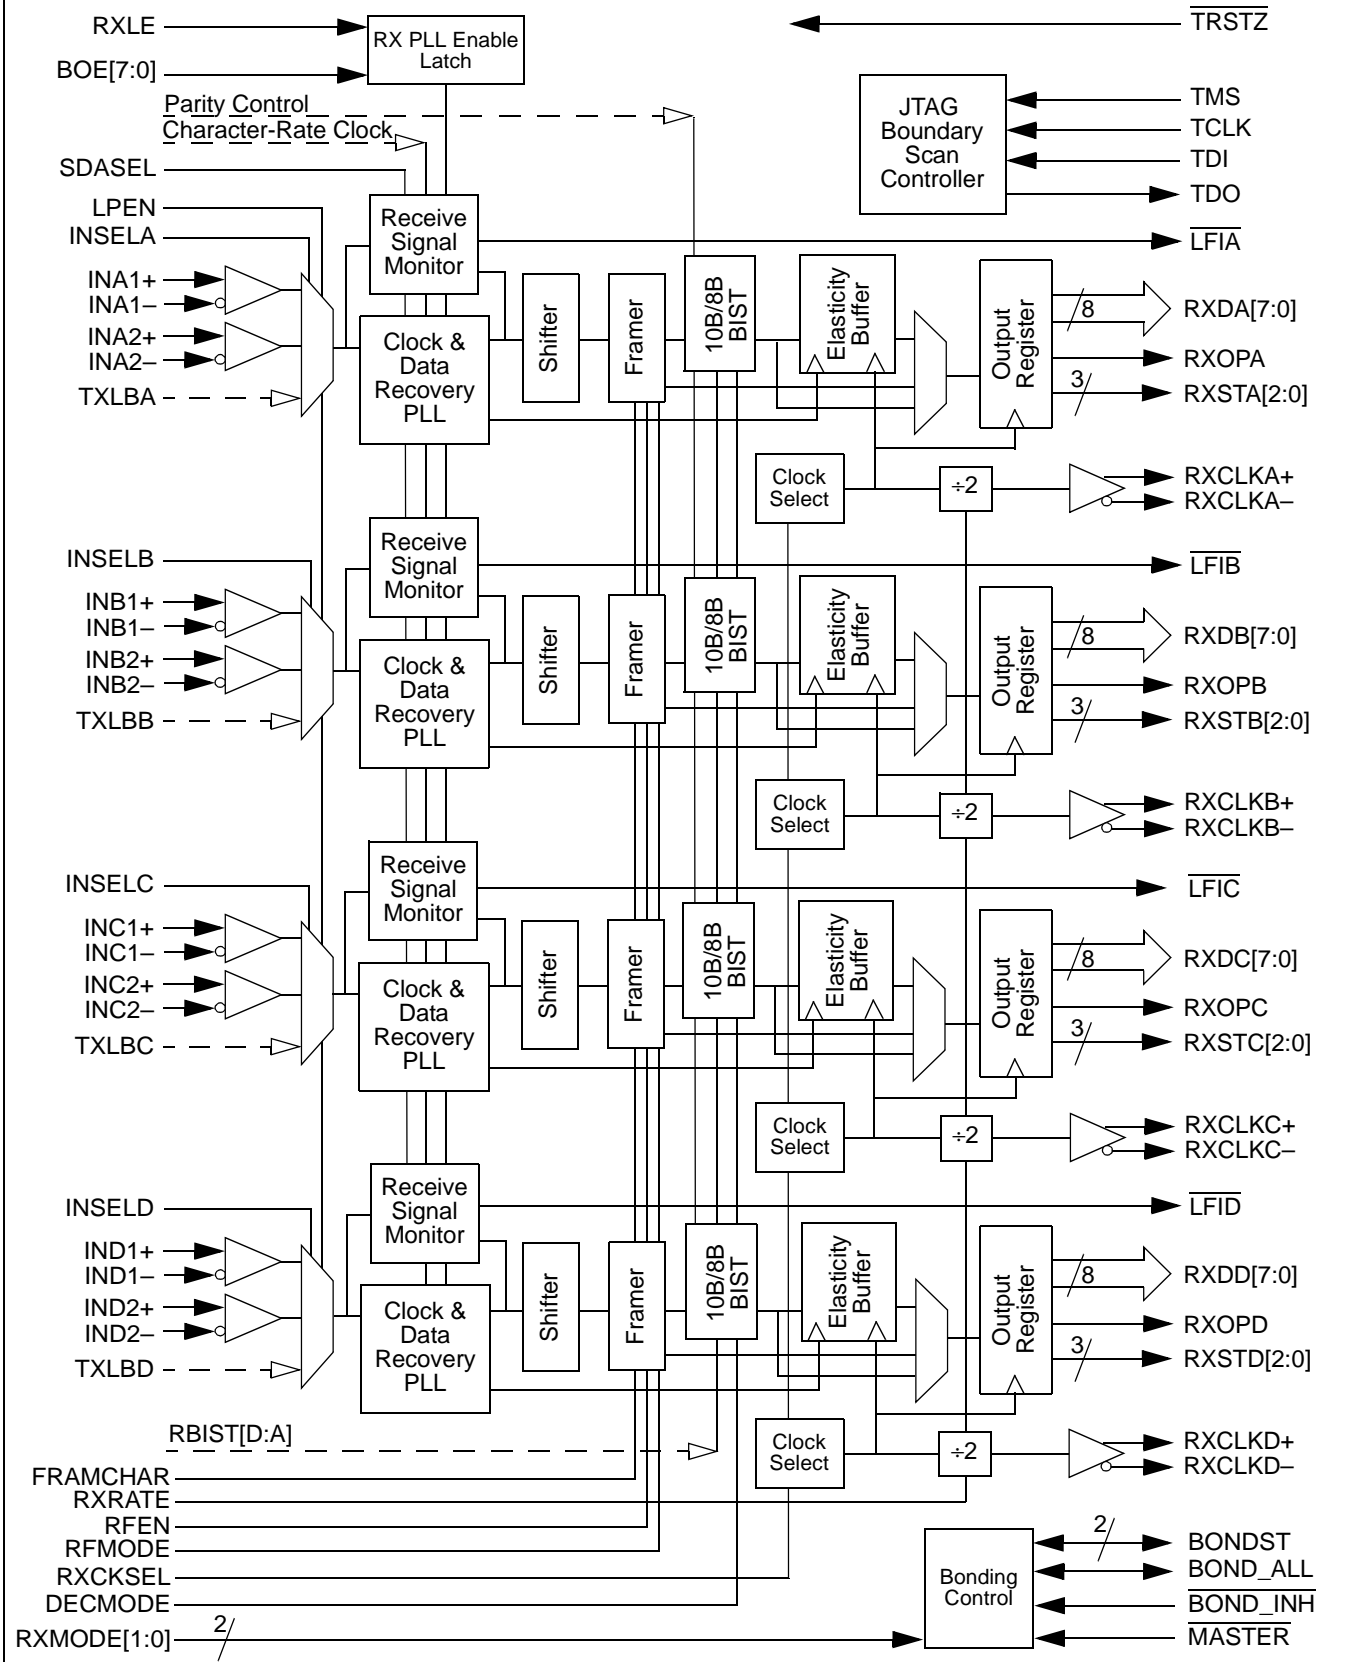 RXLE
RX PLL Enable
Latch
TRSTZ
BOE[7:0]
Parity Control
Character-Rate Clock
JTAG
Boundary
Scan
Controller
TMS
TCLK
TDI
TDO
SDASEL
LPEN
INSELA
Receive
Signal
Monitor
LFIA
INA1+
INA1–
INA2+
INA2–
TXLBA
Clock &
Data
Recovery
PLL
Shifter
Framer
10B/8B
BIST
Elasticity
Buffer
Output
Register
8
RXDA[7:0]
RXOPA
3
RXSTA[2:0]
Clock
Select
÷2
RXCLKA+
RXCLKA–
INSELB
Receive
Signal
Monitor
LFIB
INB1+
INB1–
INB2+
INB2–
TXLBB
Clock &
Data
Recovery
PLL
Shifter
Framer
10B/8B
BIST
Elasticity
Buffer
Output
Register
8
RXDB[7:0]
RXOPB
3
RXSTB[2:0]
Clock
Select
÷2
RXCLKB+
RXCLKB–
INSELC
Receive
Signal
Monitor
LFIC
INC1+
INC1–
INC2+
INC2–
TXLBC
Clock &
Data
Recovery
PLL
Shifter
Framer
10B/8B
BIST
Elasticity
Buffer
Output
Register
8
RXDC[7:0]
RXOPC
3
RXSTC[2:0]
Clock
Select
÷2
RXCLKC+
RXCLKC–
INSELD
Receive
Signal
Monitor
LFID
IND1+
IND1–
IND2+
IND2–
TXLBD
Clock &
Data
Recovery
PLL
Shifter
Framer
10B/8B
BIST
Elasticity
Buffer
Output
Register
8
RXDD[7:0]
RXOPD
3
RXSTD[2:0]
Clock
Select
÷2
RXCLKD+
RXCLKD–
RBIST[D:A]
FRAMCHAR
RXRATE
RFEN
RFMODE
RXCKSEL
DECMODE
RXMODE[1:0]
2
Bonding
Control
2
BONDST
BOND_ALL
BOND_INH
MASTER